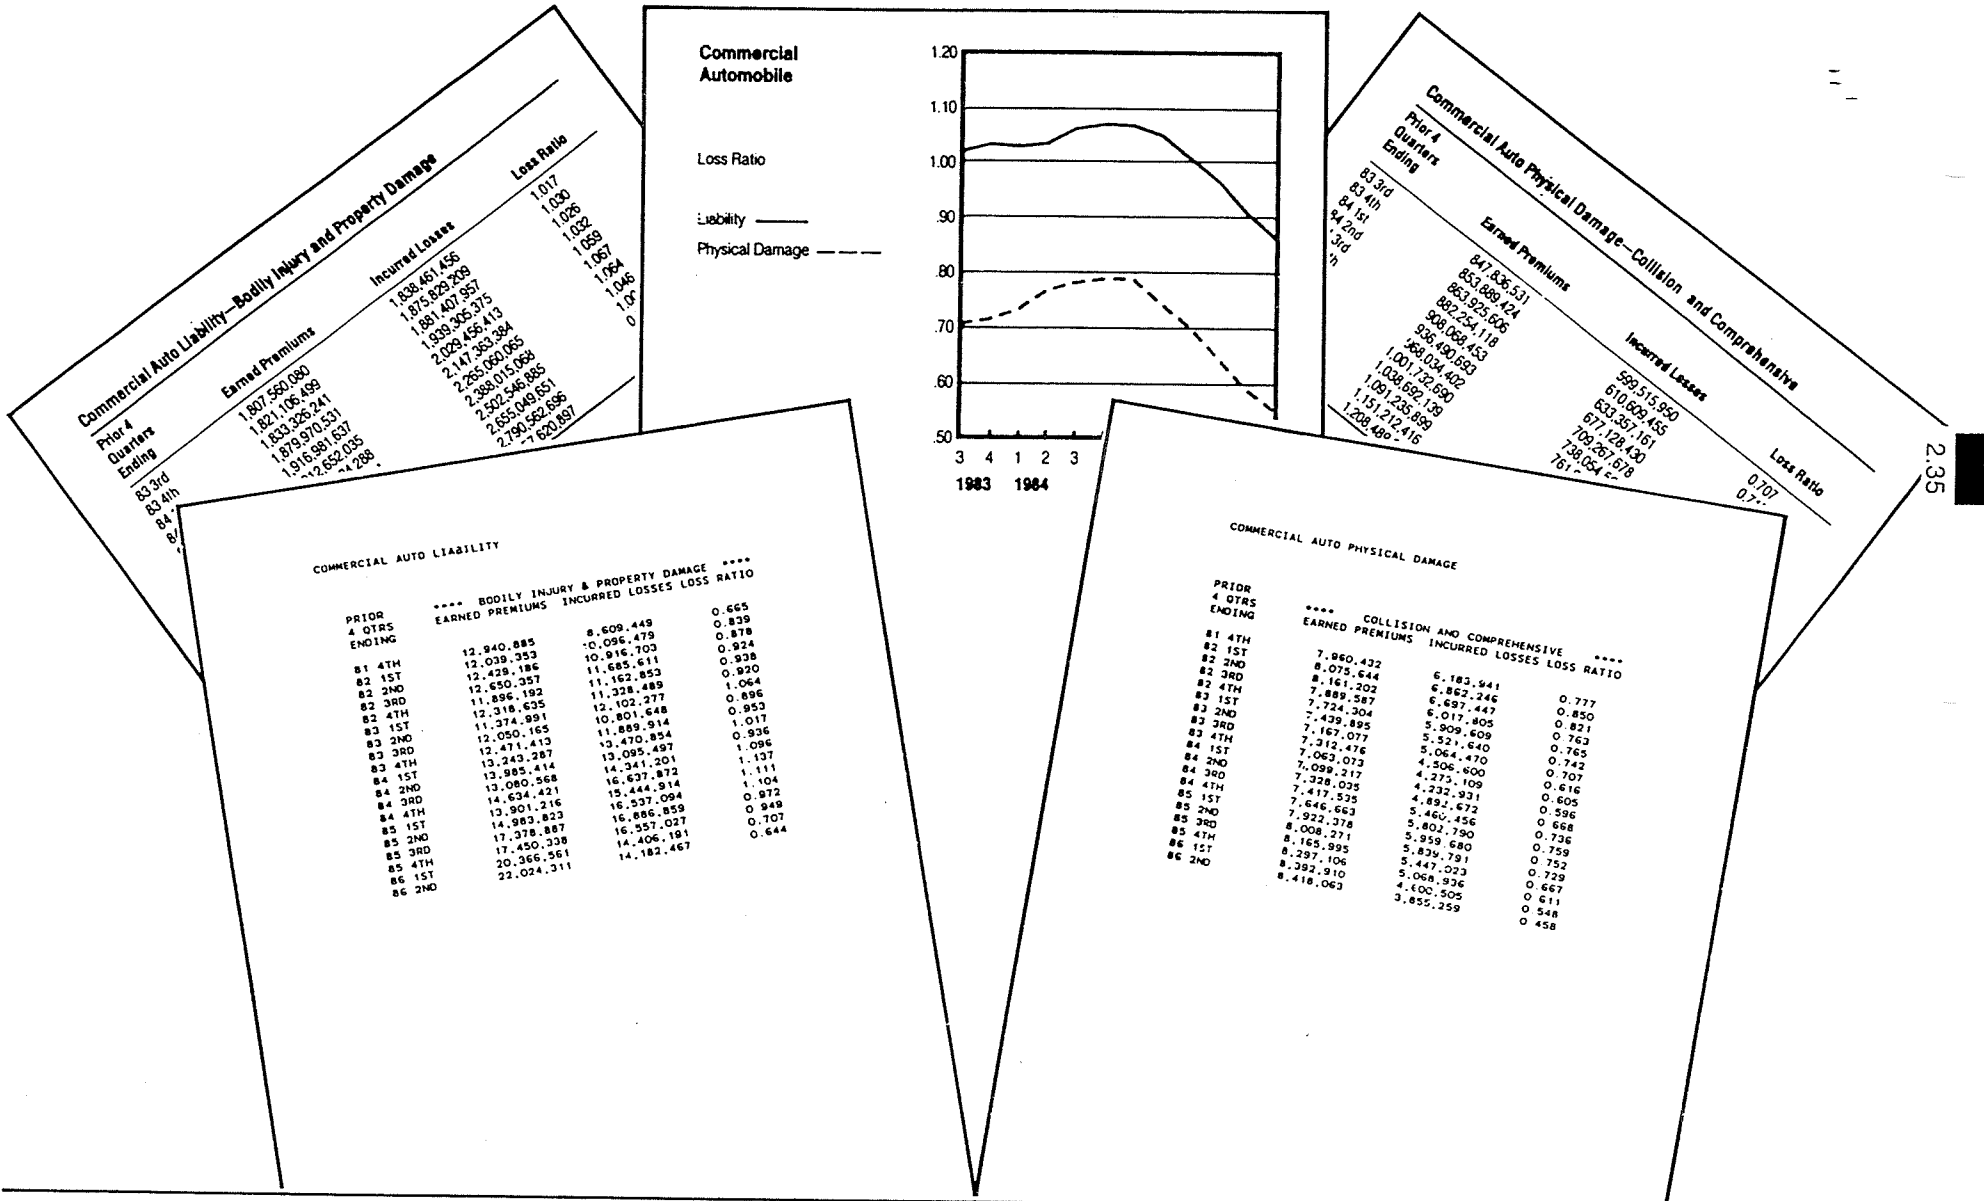 Commercial Auto Liability—Bodily Injury and Property Damage
Prior 4
Quarters
Ending
Earned Premiums
Incurred Losses
Loss Ratio
83 3rd 1,807,560,080 1,838,461,456 1.017
83 4th 1,821,106,499 1,875,829,209 1.030
84 1,833,326,241 1,881,407,957 1.026
1,879,970,531 1,939,305,375 1.032
1,916,981,637 2,029,456,413 1.059
2,147,363,384 1.067
2,265,060,065 1.064
2,388,015,068 1.046
2,502,546,885
2,655,049,651
2,790,562,696
Commercial
Automobile
Loss Ratio
Liability
Physical Damage
1.20
1.10
1.00
.90
.80
.70
.60
.50
3 4 1 2 3
1983 1984
Commercial Auto Physical Damage—Collision and Comprehensive
Prior 4
Quarters
Ending
Earned Premiums
Incurred Losses
Loss Ratio
83 3rd 847,836,531 599,515,950 0.707
83 4th 853,889,424 610,609,455
84 1st 863,925,606 633,357,161
84 2nd 882,254,118 677,128,430
3rd 908,068,453 709,267,678
936,490,693
968,034,402
1,001,732,690
1,038,692,139
1,091,235,899
1,151,212,416
2.35
COMMERCIAL AUTO LIABILITY
PRIOR
4 QTRS
ENDING
**** BODILY INJURY & PROPERTY DAMAGE ****
EARNED PREMIUMS INCURRED LOSSES LOSS RATIO
81 4TH 12,940,885 8,609,449 0.665
82 1ST 12,039,353 10,096,479 0.839
82 2ND 12,429,186 10,916,703 0.878
82 3RD 12,650,357 11,685,611 0.924
82 4TH 11,896,192 11,162,853 0.938
83 1ST 12,318,635 11,328,489 0.920
83 2ND 11,374,991 12,102,277 1.064
83 3RD 12,050,165 10,801,648 0.896
83 4TH 12,471,413 11,889,914 0.953
84 1ST 13,243,287 13,470,854 1.017
84 2ND 13,985,414 13,095,497 0.936
84 3RD 13,080,568 14,341,201 1.096
84 4TH 14,634,421 16,637,872 1.137
85 1ST 13,901,216 15,444,914 1.111
85 2ND 14,983,823 16,537,094 1.104
85 3RD 17,378,887 16,886,859 0.972
85 4TH 17,450,338 16,557,027 0.949
86 1ST 20,366,561 14,406,191 0.707
86 2ND 22,024,311 14,182,467 0.644
COMMERCIAL AUTO PHYSICAL DAMAGE
PRIOR
4 QTRS
ENDING
**** COLLISION AND COMPREHENSIVE ****
EARNED PREMIUMS INCURRED LOSSES LOSS RATIO
81 4TH 7,960,432 6,183,941 0.777
82 1ST 8,075,644 6,862,246 0.850
82 2ND 8,161,202 6,697,447 0.821
82 3RD 7,889,587 6,017,805 0.763
82 4TH 7,724,304 5,909,609 0.765
83 1ST 7,439,895 5,521,640 0.742
83 2ND 7,167,077 5,064,470 0.707
83 3RD 7,312,476 4,506,600 0.616
83 4TH 7,063,073 4,275,109 0.605
84 1ST 7,099,217 4,232,931 0.596
84 2ND 7,328,035 4,892,672 0.668
84 3RD 7,417,535 5,460,456 0.736
84 4TH 7,646,663 5,802,790 0.759
85 1ST 7,922,378 5,959,680 0.752
85 2ND 8,008,271 5,839,791 0.729
85 3RD 8,165,995 5,447,023 0.667
85 4TH 8,297,106 5,068,936 0.611
86 1ST 8,392,910 4,600,505 0.548
86 2ND 8,418,063 3,855,259 0.458